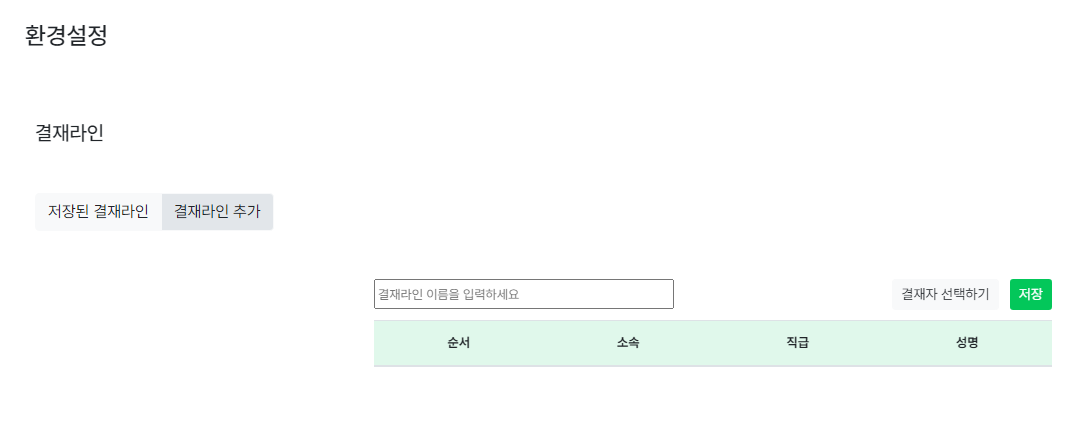 환경설정
결재라인
저장된 결재라인 결재라인 추가
결재라인 이름을 입력하세요 결재자 선택하기 저장
순서 소속 직급 성명